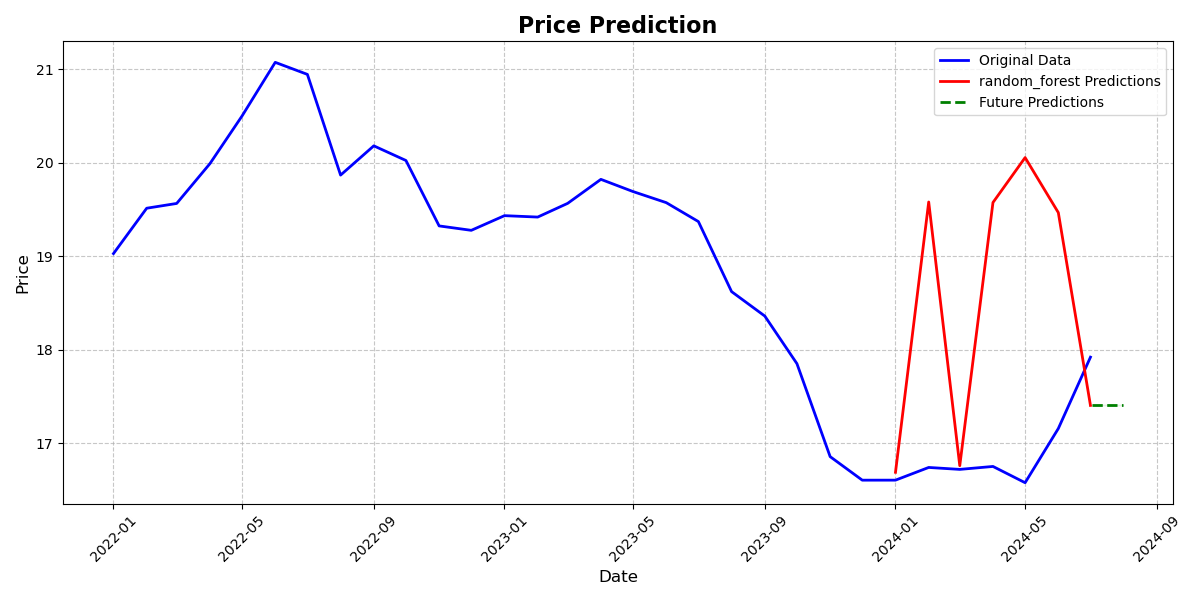 Price Prediction
Original Data
random_forest Predictions
Future Predictions
Price
21
20
19
18
17
2022-01
2022-05
2022-09
2023-01
2023-05
2023-09
2024-01
2024-05
2024-09
Date